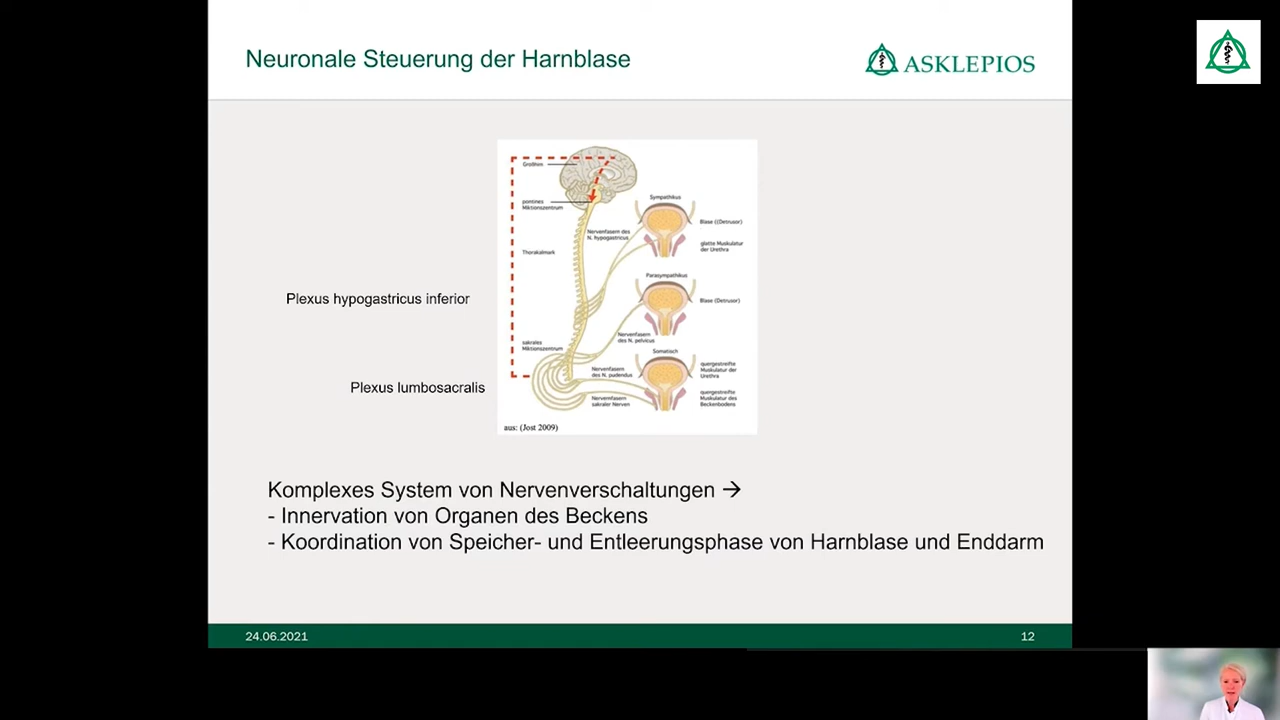 Neuronale Steuerung der Harnblase
ASKLEPIOS
Großhirn
pontines
Miktionszentrum
Thorakalmark
sakrales
Miktionszentrum
Nervenfasern des
N. hypogastricus
Sympathikus
Blase ((Detrusor)
glatte Muskulatur
der Urethra
Parasympathikus
Blase (Detrusor)
Nervenfasern
des N. pelvicus
Somatisch
Nervenfasern
des N. pudendus
quergestreifte
Muskulatur der
Urethra
Nervenfasern
sakraler Nerven
quergestreifte
Muskulatur des
Beckenbodens
aus: (Jost 2009)
Plexus hypogastricus inferior
Plexus lumbosacralis
Komplexes System von Nervenverschaltungen →
- Innervation von Organen des Beckens
- Koordination von Speicher- und Entleerungsphase von Harnblase und Enddarm
24.06.2021
12